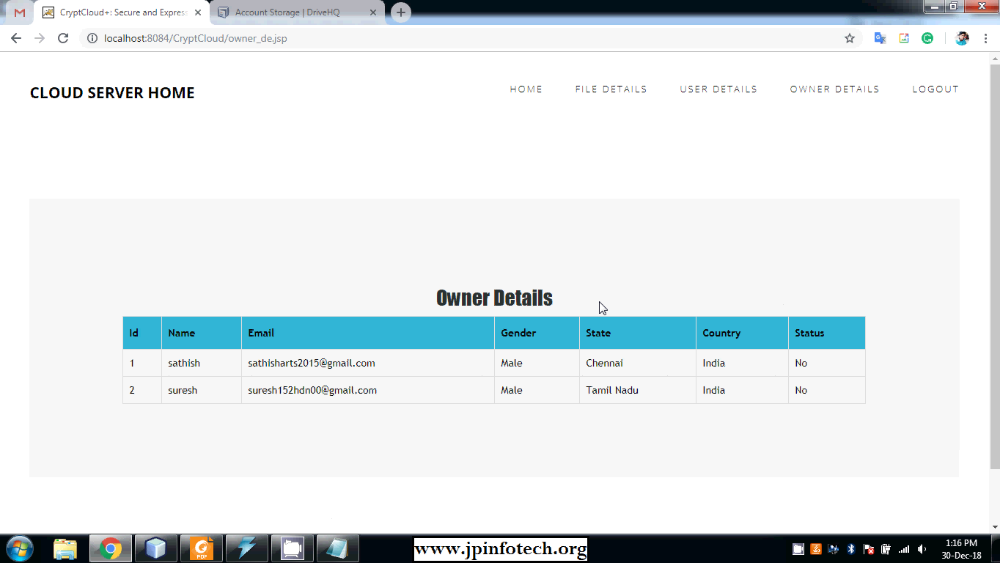 CryptCloud+: Secure and Express
Account Storage | DriveHQ
localhost:8084/CryptCloud/owner_de.jsp
CLOUD SERVER HOME
HOME
FILE DETAILS
USER DETAILS
OWNER DETAILS
LOGOUT
Owner Details
Id Name Email Gender State Country Status
1 sathish sathisharts2015@gmail.com Male Chennai India No
2 suresh suresh152hdn00@gmail.com Male Tamil Nadu India No
PDF
www.jpinfotech.org
1:16 PM
30-Dec-18